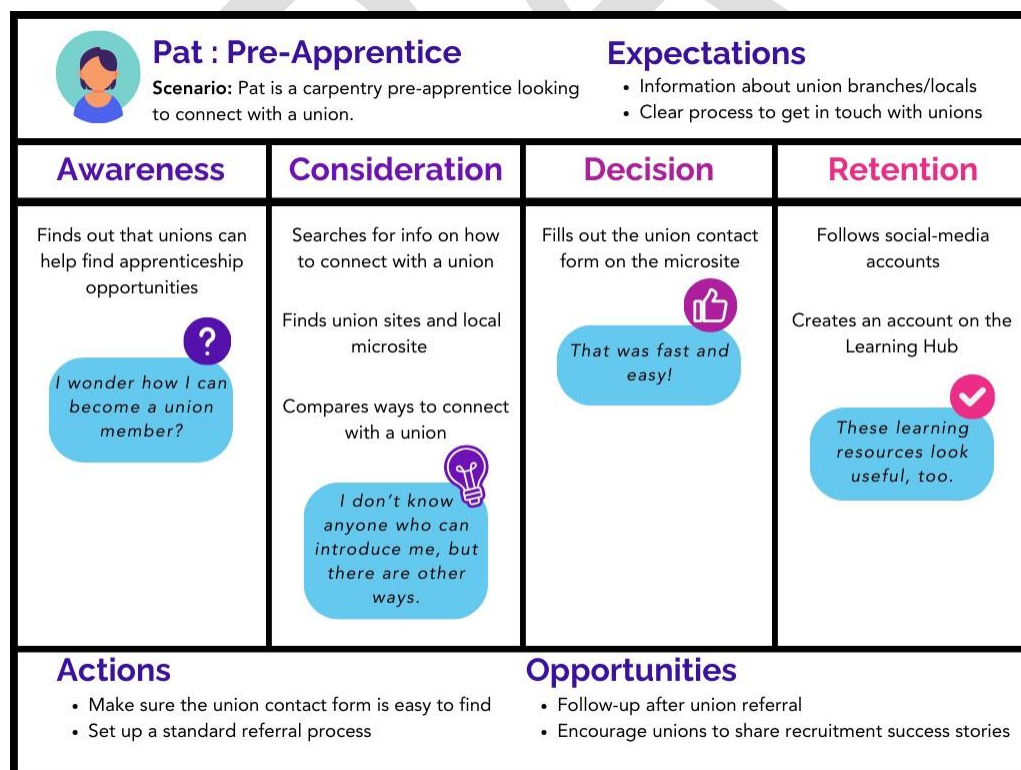 Pat : Pre-Apprentice
Scenario: Pat is a carpentry pre-apprentice looking
to connect with a union.
Expectations
• Information about union branches/locals
• Clear process to get in touch with unions
Awareness
Finds out that unions can
help find apprenticeship
opportunities
?
I wonder how I can
become a union
member?
Consideration
Searches for info on how
to connect with a union
Finds union sites and local
microsite
Compares ways to connect
with a union
I don't know
anyone who can
introduce me, but
there are other
ways.
Decision
Fills out the union contact
form on the microsite
That was fast and
easy!
Retention
Follows social-media
accounts
Creates an account on the
Learning Hub
These learning
resources look
useful, too.
Actions
• Make sure the union contact form is easy to find
• Set up a standard referral process
Opportunities
• Follow-up after union referral
• Encourage unions to share recruitment success stories